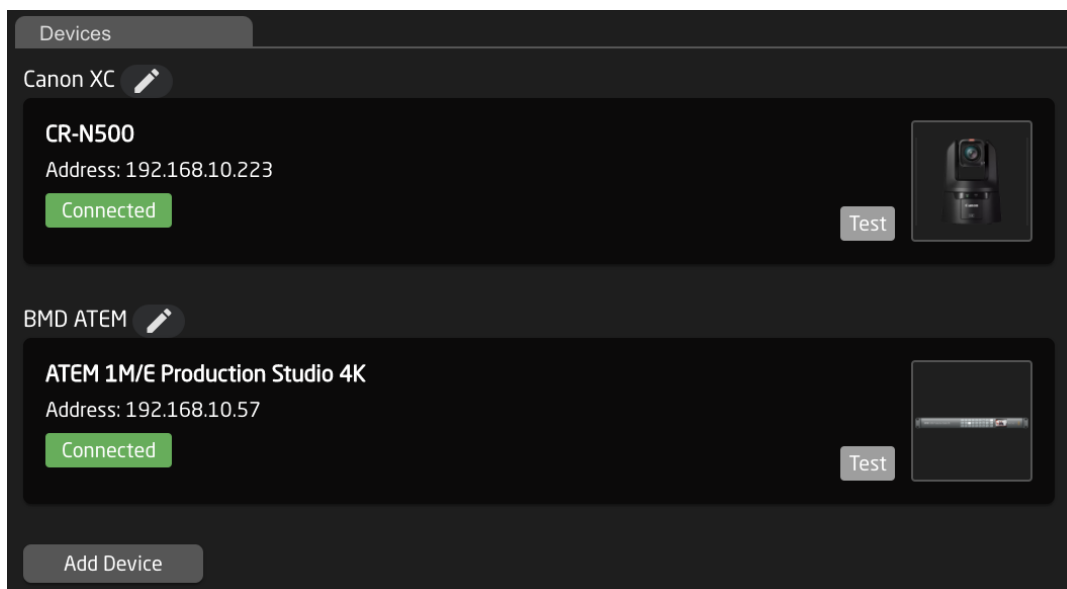 Devices
Canon XC
CR-N500
Address: 192.168.10.223
Connected
Test
BMD ATEM
ATEM 1M/E Production Studio 4K
Address: 192.168.10.57
Connected
Test
Add Device